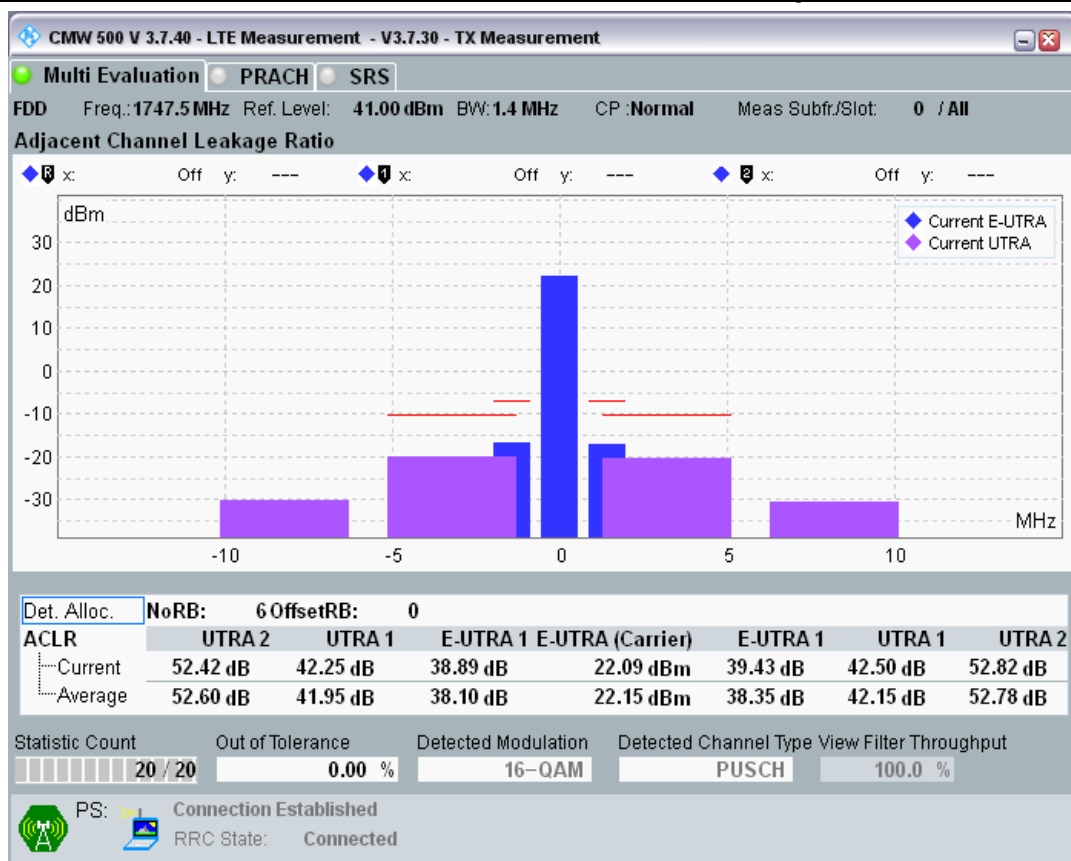 CMW 500 V 3.7.40 - LTE Measurement - V3.7.30 - TX Measurement
Multi Evaluation PRACH SRS
FDD Freq.: 1747.5 MHz Ref. Level: 41.00 dBm BW: 1.4 MHz CP :Normal Meas Subfr./Slot: 0 / All
Adjacent Channel Leakage Ratio
R x: Off y: --- 1 x: Off y: --- 2 x: Off y: ---
dBm
Current E-UTRA
Current UTRA
30
20
10
0
-10
-20
-30
MHz
-10 -5 0 5 10
Det. Alloc. NoRB: 6 OffsetRB: 0
ACLR UTRA 2 UTRA 1 E-UTRA 1 E-UTRA (Carrier) E-UTRA 1 UTRA 1 UTRA 2
Current 52.42 dB 42.25 dB 38.89 dB 22.09 dBm 39.43 dB 42.50 dB 52.82 dB
Average 52.60 dB 41.95 dB 38.10 dB 22.15 dBm 38.35 dB 42.15 dB 52.78 dB
Statistic Count Out of Tolerance Detected Modulation Detected Channel Type View Filter Throughput
20 / 20 0.00 % 16-QAM PUSCH 100.0 %
PS: Connection Established
RRC State: Connected